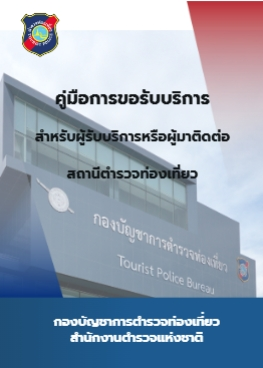 คู่มือการขอรับบริการ
สำหรับผู้รับบริการหรือผู้มาติดต่อ
สถานีตำรวจท่องเที่ยว
กองบัญชาการตำรวจท่องเที่ยว
Tourist Police Bureau
กองบัญชาการตำรวจท่องเที่ยว
สำนักงานตำรวจแห่งชาติ